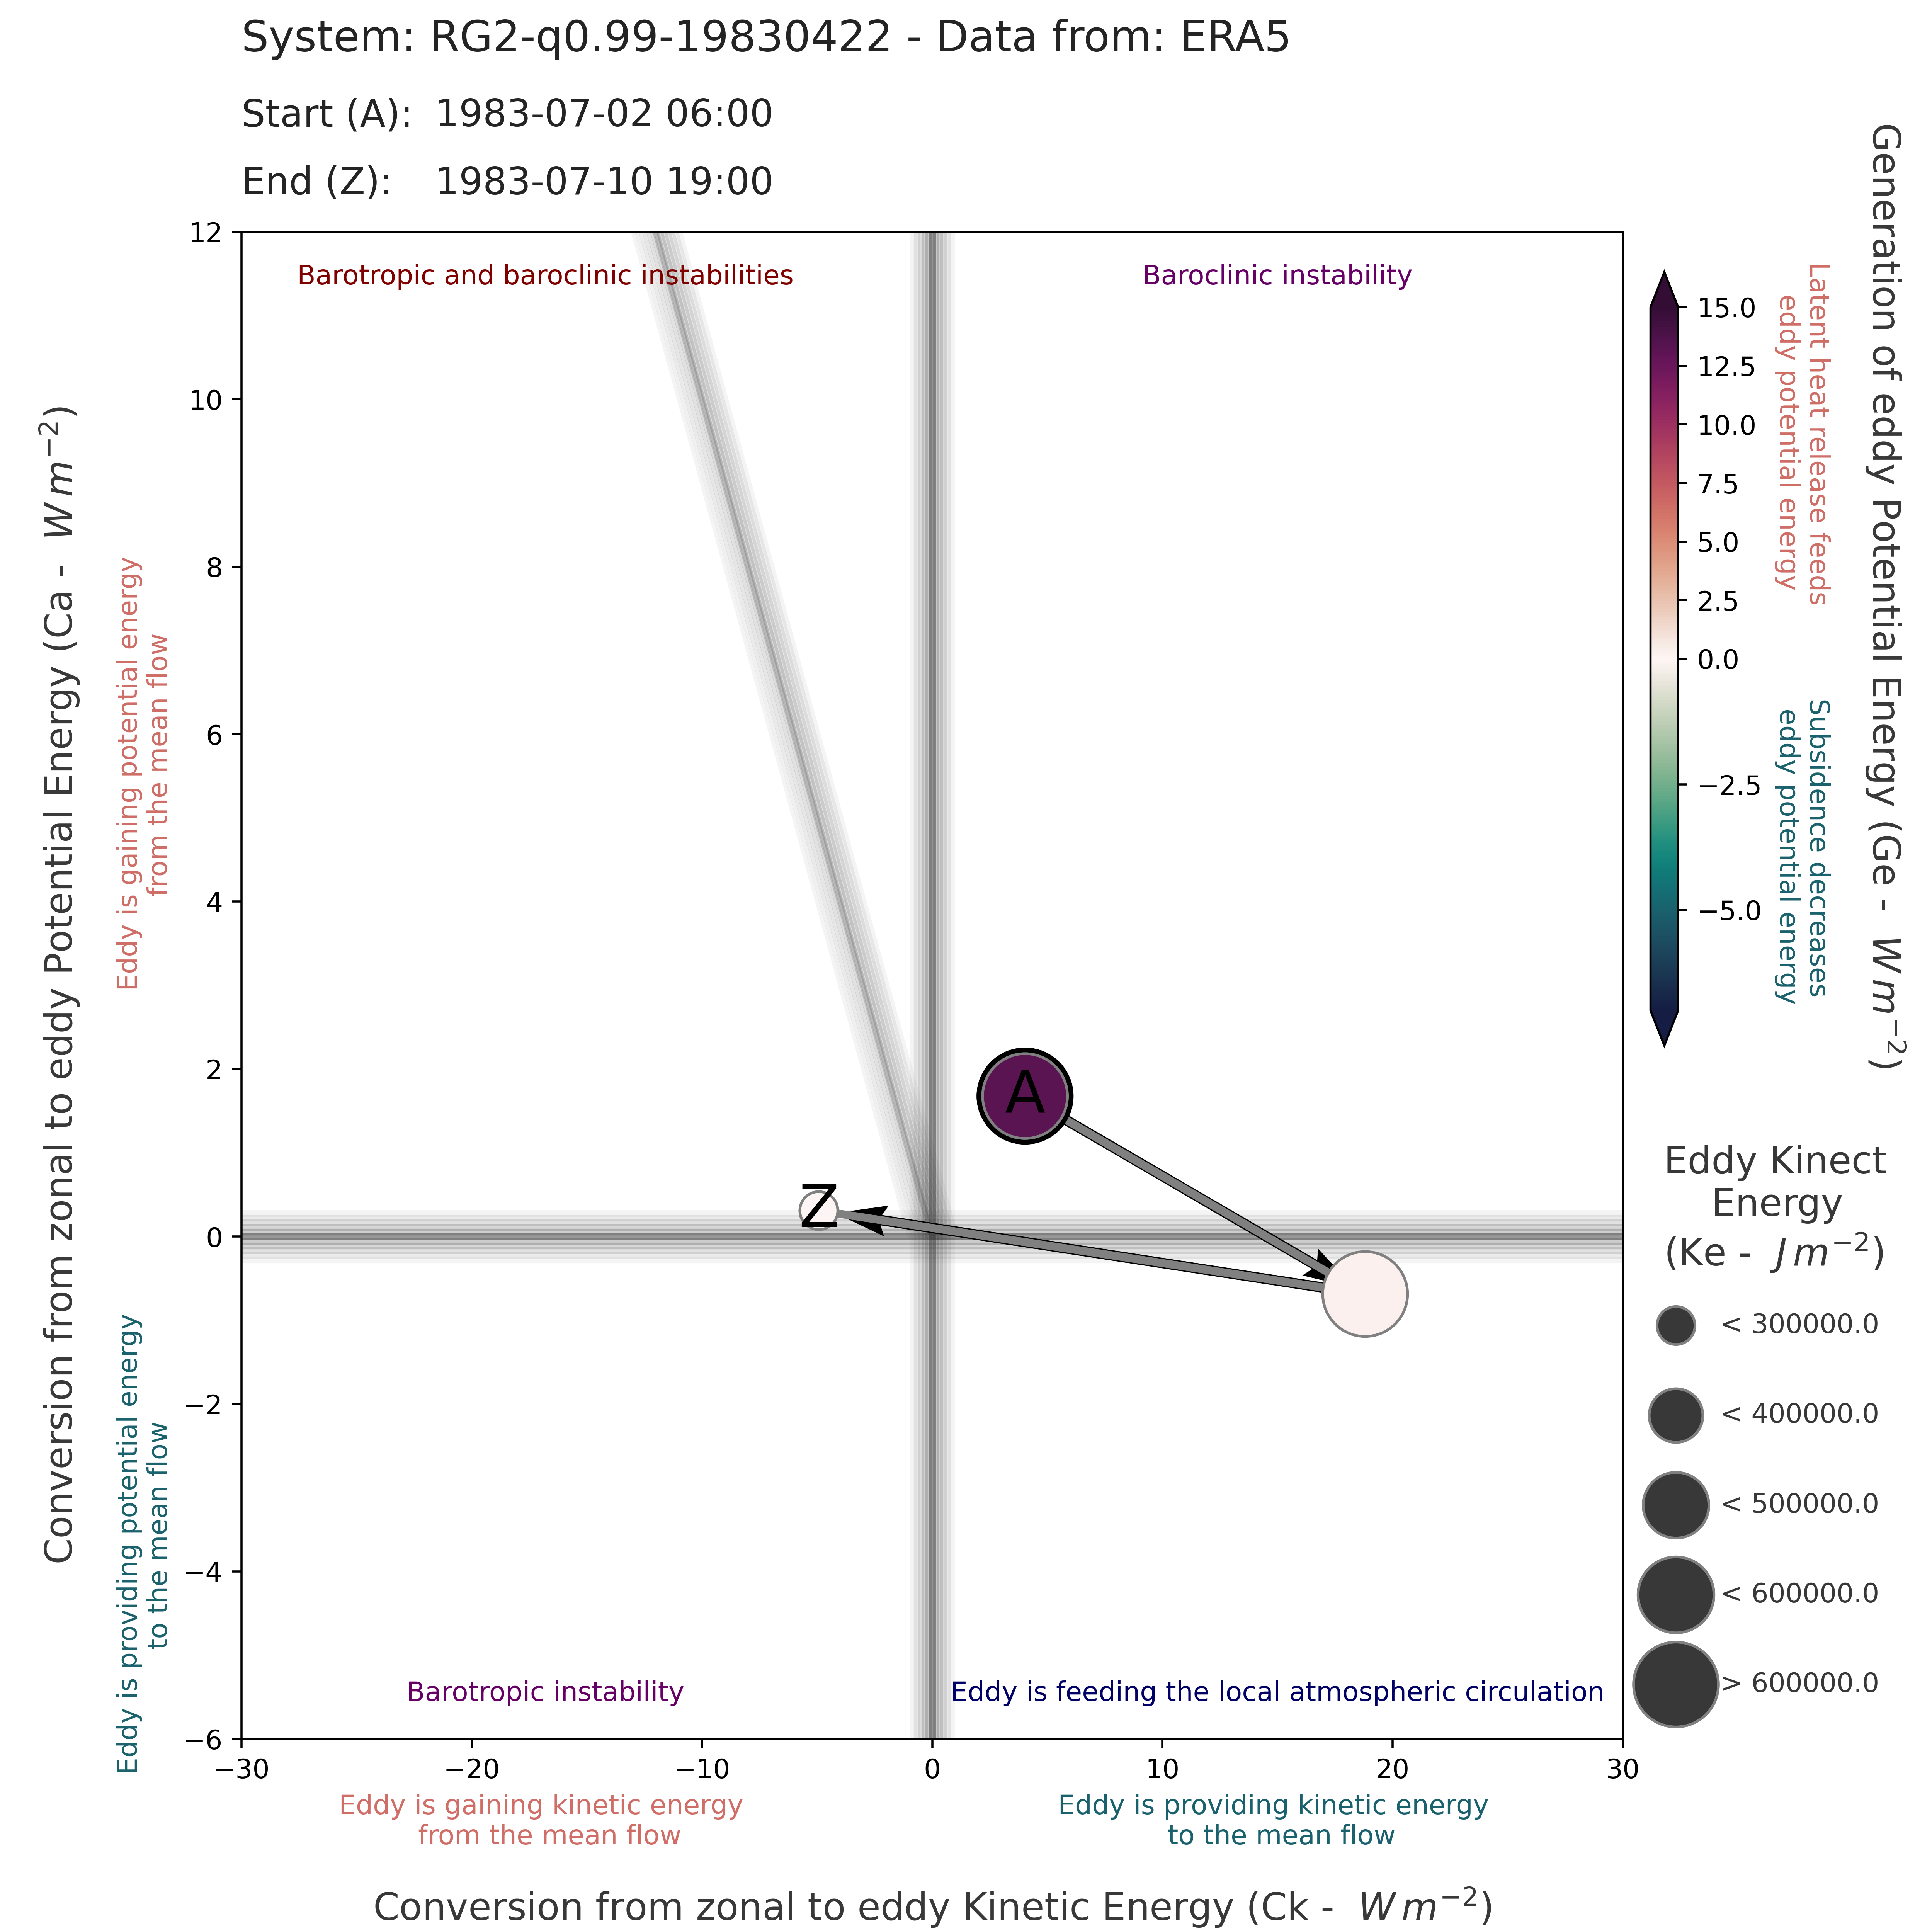 System: RG2-q0.99-19830422 - Data from: ERA5
Start (A): 1983-07-02 06:00
End (Z): 1983-07-10 19:00
Conversion from zonal to eddy Potential Energy (Ca - W m⁻²)
Eddy is gaining potential energy
from the mean flow
Eddy is providing potential energy
to the mean flow
12
10
8
6
4
2
0
−2
−4
−6
Barotropic and baroclinic instabilities
Baroclinic instability
A
Z
Barotropic instability
Eddy is feeding the local atmospheric circulation
−30
−20
−10
0
10
20
30
Eddy is gaining kinetic energy
from the mean flow
Eddy is providing kinetic energy
to the mean flow
Conversion from zonal to eddy Kinetic Energy (Ck - W m⁻²)
15.0
12.5
10.0
7.5
5.0
2.5
0.0
−2.5
−5.0
Latent heat release feeds
eddy potential energy
Subsidence decreases
eddy potential energy
Generation of eddy Potential Energy (Ge - W m⁻²)
Eddy Kinect
Energy
(Ke - J m⁻²)
< 300000.0
< 400000.0
< 500000.0
< 600000.0
> 600000.0